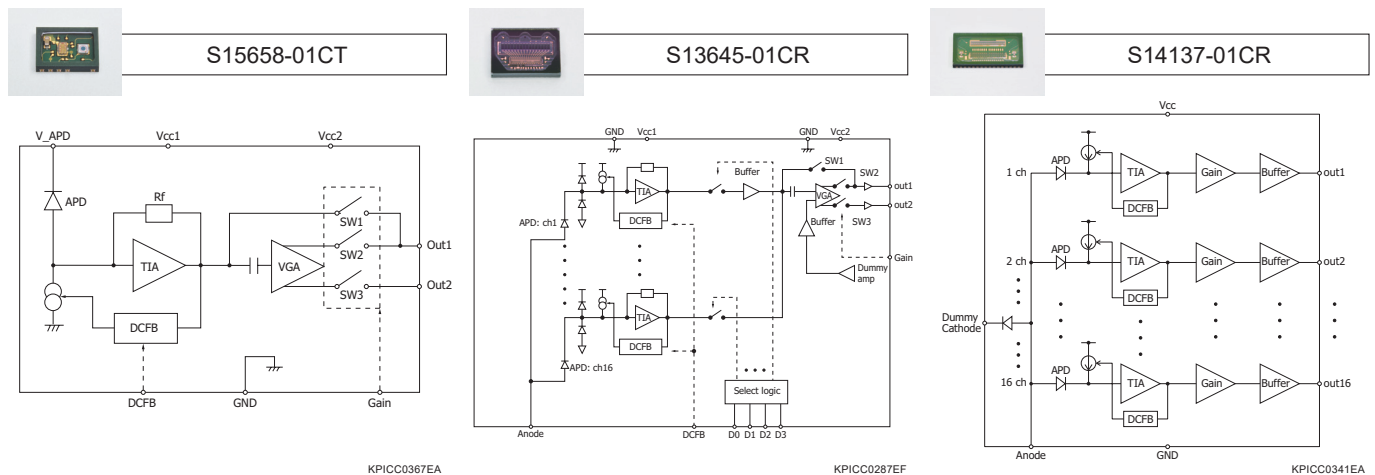 S15658-01CT
V_APD
Vcc1
Vcc2
APD
Rf
TIA
VGA
SW1
SW2
SW3
Out1
Out2
DCFB
DCFB
GND
Gain
KPICC0367EA
S13645-01CR
GND
Vcc1
GND
Vcc2
SW1
Buffer
SW2
TIA
VGA
out1
out2
DCFB
SW3
APD: ch1
Buffer
Gain
Dummy
amp
TIA
DCFB
APD: ch16
Select logic
Anode
DCFB
D0
D1
D2
D3
KPICC0287EF
S14137-01CR
Vcc
1 ch
APD
TIA
Gain
Buffer
out1
DCFB
2 ch
APD
TIA
Gain
Buffer
out2
DCFB
Dummy
Cathode
16 ch
APD
TIA
Gain
Buffer
out16
DCFB
Anode
GND
KPICC0341EA